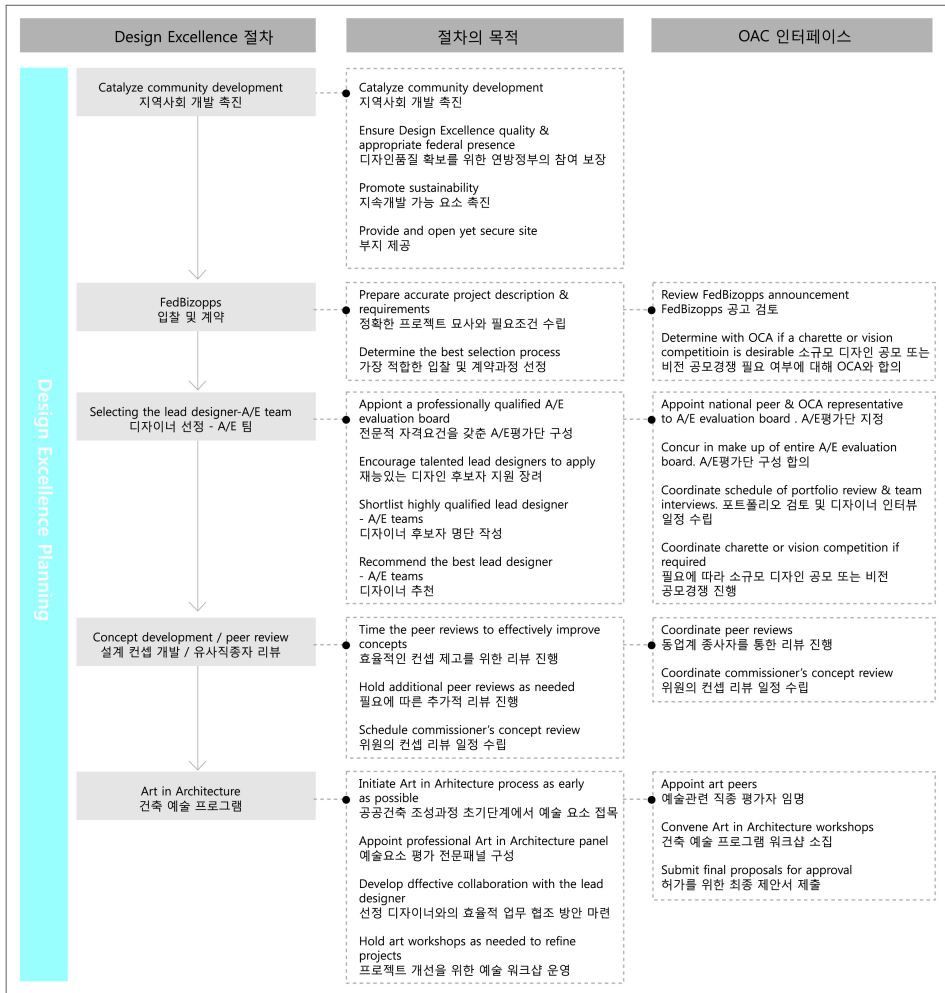 Design Excellence 절차
절차의 목적
OAC 인터페이스
Design Excellence Planning
Catalyze community development
지역사회 개발 촉진
Catalyze community development
지역사회 개발 촉진
Ensure Design Excellence quality &
appropriate federal presence
디자인품질 확보를 위한 연방정부의 참여 보장
Promote sustainability
지속개발 가능 요소 촉진
Provide and open yet secure site
부지 제공
FedBizopps
입찰 및 계약
Prepare accurate project description &
requirements
정확한 프로젝트 묘사와 필요조건 수립
Determine the best selection process
가장 적합한 입찰 및 계약과정 선정
Review FedBizopps announcement
FedBizopps 공고 검토
Determine with OCA if a charette or vision
competitioin is desirable 소규모 디자인 공모 또는
비전 공모경쟁 필요 여부에 대해 OCA와 합의
Selecting the lead designer-A/E team
디자이너 선정 - A/E 팀
Appiont a professionally qualified A/E
evaluation board
전문적 자격요건을 갖춘 A/E평가단 구성
Encourage talented lead designers to apply
재능있는 디자인 후보자 지원 장려
Shortlist highly qualified lead designer
- A/E teams
디자이너 후보자 명단 작성
Recommend the best lead designer
- A/E teams
디자이너 추천
Appoint national peer & OCA representative
to A/E evaluation board . A/E평가단 지정
Concur in make up of entire A/E evaluation
board. A/E평가단 구성 합의
Coordinate schedule of portfolio review & team
interviews. 포트폴리오 검토 및 디자이너 인터뷰
일정 수립
Coordinate charette or vision competition if
required
필요에 따라 소규모 디자인 공모 또는 비전
공모경쟁 진행
Concept development / peer review
설계 컨셉 개발 / 유사직종자 리뷰
Time the peer reviews to effectively improve
concepts
효율적인 컨셉 제고를 위한 리뷰 진행
Hold additional peer reviews as needed
필요에 따른 추가적 리뷰 진행
Schedule commissioner's concept review
위원의 컨셉 리뷰 일정 수립
Coordinate peer reviews
동업계 종사자를 통한 리뷰 진행
Coordinate commissioner's concept review
위원의 컨셉 리뷰 일정 수립
Art in Architecture
건축 예술 프로그램
Initiate Art in Arhitecture process as early
as possible
공공건축 조성과정 초기단계에서 예술 요소 접목
Appoint professional Art in Architecture panel
예술요소 평가 전문패널 구성
Develop dffective collaboration with the lead
designer
선정 디자이너와의 효율적 업무 협조 방안 마련
Hold art workshops as needed to refine
projects
프로젝트 개선을 위한 예술 워크샵 운영
Appoint art peers
예술관련 직종 평가자 임명
Convene Art in Architecture workshops
건축 예술 프로그램 워크샵 소집
Submit final proposals for approval
허가를 위한 최종 제안서 제출